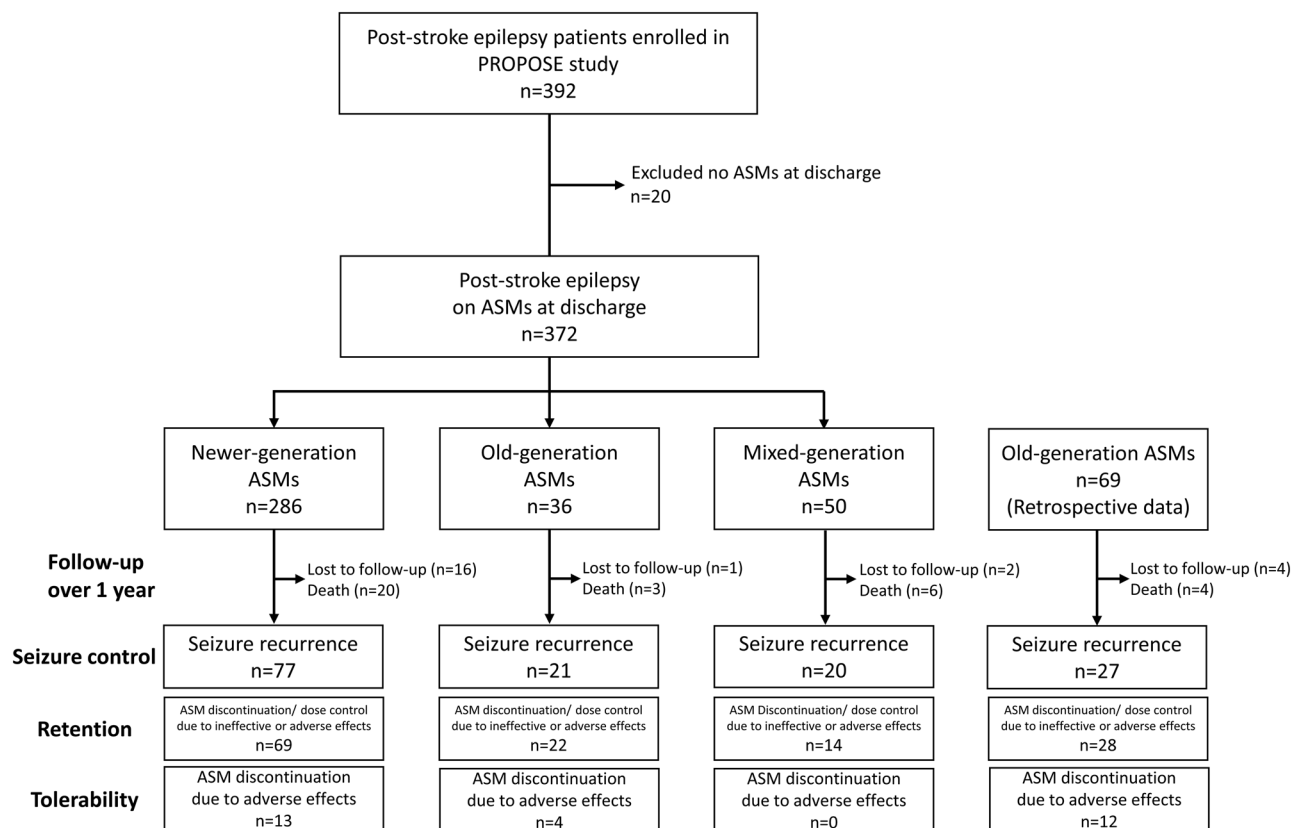 Post-stroke epilepsy patients enrolled in
PROPOSE study
n=392
Excluded no ASMs at discharge
n=20
Post-stroke epilepsy
on ASMs at discharge
n=372
Newer-generation
ASMs
n=286
Old-generation
ASMs
n=36
Mixed-generation
ASMs
n=50
Old-generation ASMs
n=69
(Retrospective data)
Follow-up
over 1 year
Lost to follow-up (n=16)
Death (n=20)
Lost to follow-up (n=1)
Death (n=3)
Lost to follow-up (n=2)
Death (n=6)
Lost to follow-up (n=4)
Death (n=4)
Seizure control
Seizure recurrence
n=77
Seizure recurrence
n=21
Seizure recurrence
n=20
Seizure recurrence
n=27
Retention
ASM discontinuation/ dose control
due to ineffective or adverse effects
n=69
ASM discontinuation/ dose control
due to ineffective or adverse effects
n=22
ASM Discontinuation/ dose control
due to ineffective or adverse effects
n=14
ASM discontinuation/ dose control
due to ineffective or adverse effects
n=28
Tolerability
ASM discontinuation
due to adverse effects
n=13
ASM discontinuation
due to adverse effects
n=4
ASM discontinuation
due to adverse effects
n=0
ASM discontinuation
due to adverse effects
n=12